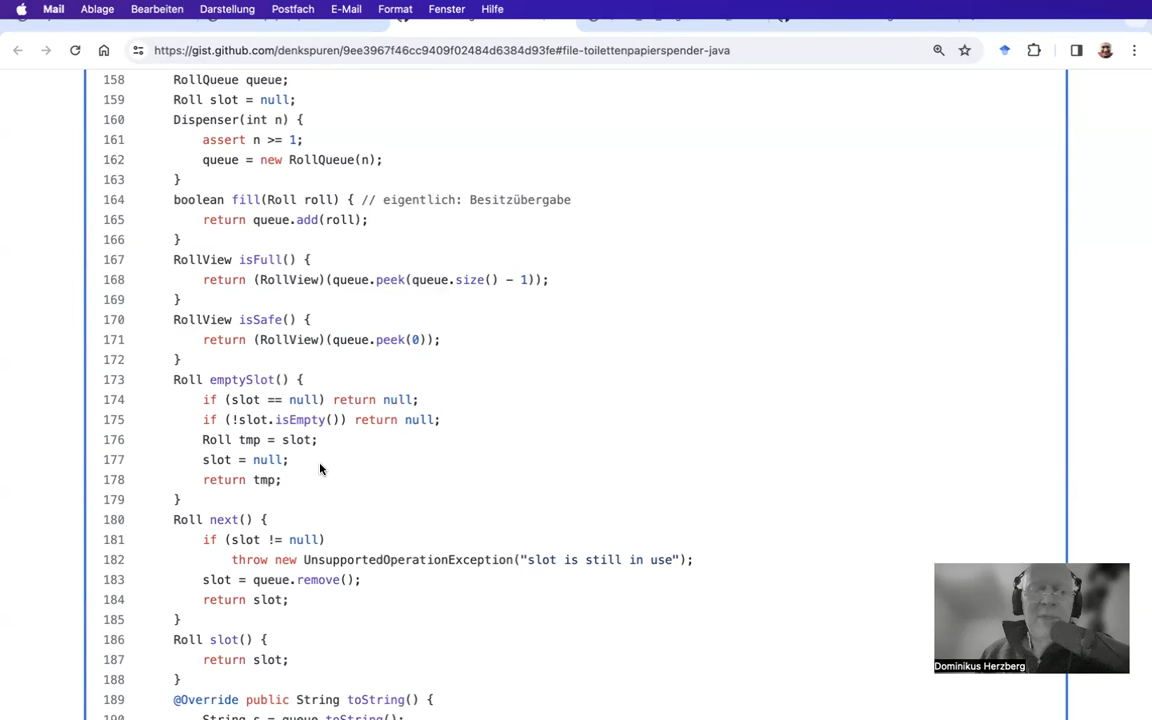 Mail Ablage Bearbeiten Darstellung Postfach E-Mail Format Fenster Hilfe
https://gist.github.com/denkspuren/9ee3967f46cc9409f02484d6384d93fe#file-toilettenpapierspender-java
158 RollQueue queue;
159 Roll slot = null;
160 Dispenser(int n) {
161 assert n >= 1;
162 queue = new RollQueue(n);
163 }
164 boolean fill(Roll roll) { // eigentlich: Besitzübergabe
165 return queue.add(roll);
166 }
167 RollView isFull() {
168 return (RollView)(queue.peek(queue.size() - 1));
169 }
170 RollView isSafe() {
171 return (RollView)(queue.peek(0));
172 }
173 Roll emptySlot() {
174 if (slot == null) return null;
175 if (!slot.isEmpty()) return null;
176 Roll tmp = slot;
177 slot = null;
178 return tmp;
179 }
180 Roll next() {
181 if (slot != null)
182 throw new UnsupportedOperationException("slot is still in use");
183 slot = queue.remove();
184 return slot;
185 }
186 Roll slot() {
187 return slot;
188 }
189 @Override public String toString() {
190 String s = queue.toString();
Dominikus Herzberg